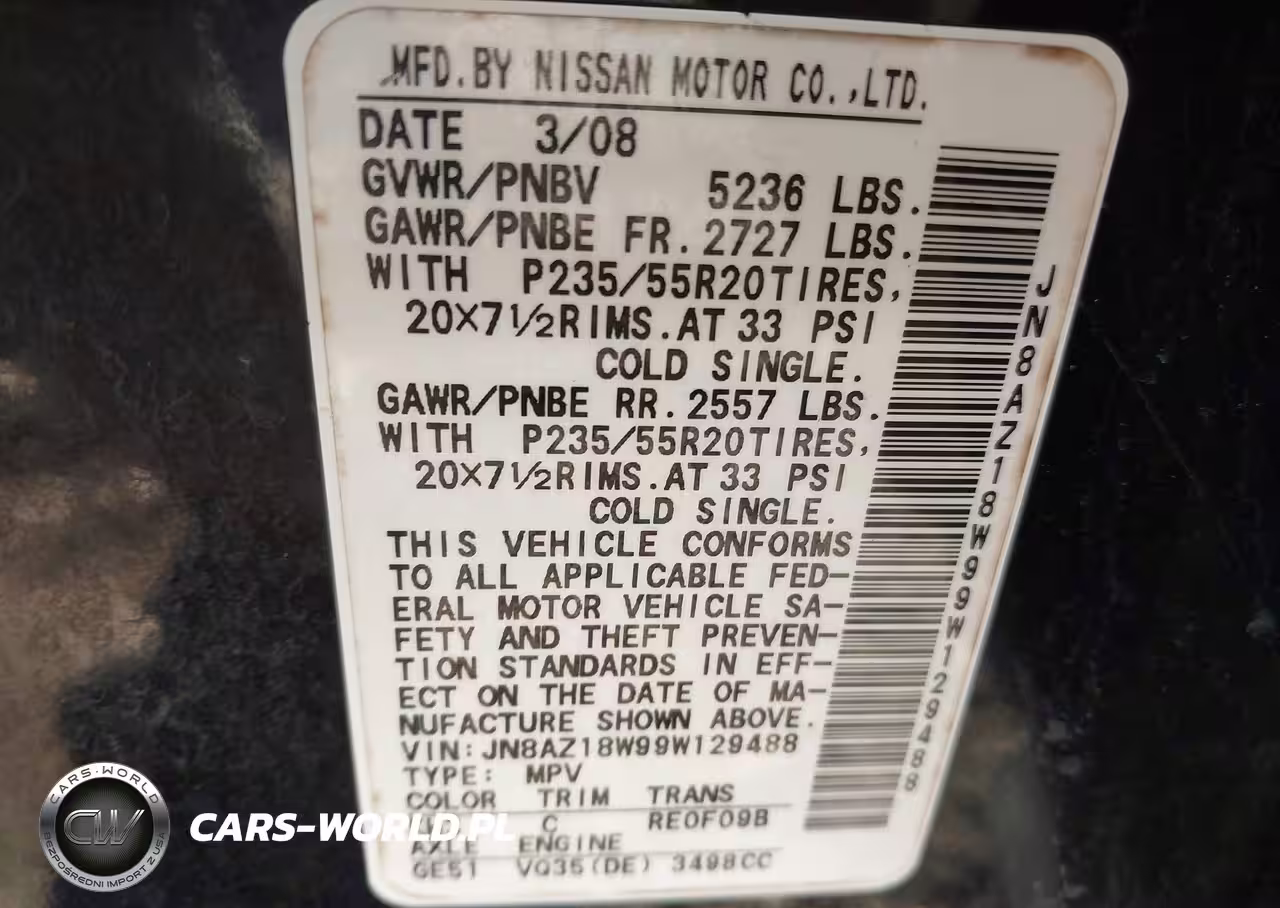 MFD.BY NISSAN MOTOR CO.,LTD.
DATE 3/08
GVWR/PNBV 5236 LBS.
GAWR/PNBE FR. 2727 LBS.
WITH P235/55R20TIRES,
20×7½RIMS.AT 33 PSI
COLD SINGLE.
GAWR/PNBE RR. 2557 LBS.
WITH P235/55R20TIRES,
20×7½RIMS.AT 33 PSI
COLD SINGLE.
THIS VEHICLE CONFORMS
TO ALL APPLICABLE FED-
ERAL MOTOR VEHICLE SA-
FETY AND THEFT PREVEN-
TION STANDARDS IN EFF-
ECT ON THE DATE OF MA-
NUFACTURE SHOWN ABOVE.
VIN: JN8AZ18W99W129488
TYPE: MPV
COLOR TRIM TRANS
C RE0F09B
AXLE ENGINE
GE51 VQ35(DE) 3498CC
JN8AZ18W99W129488
CARS-WORLD
CW
BEZPOŚREDNI IMPORT Z USA
CARS-WORLD.PL